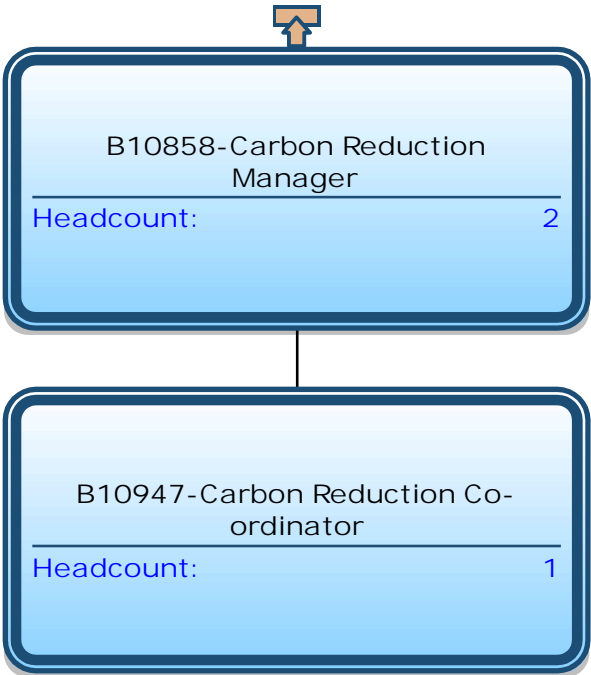 B10858-Carbon Reduction
Manager
Headcount: 2
B10947-Carbon Reduction Co-
ordinator
Headcount: 1